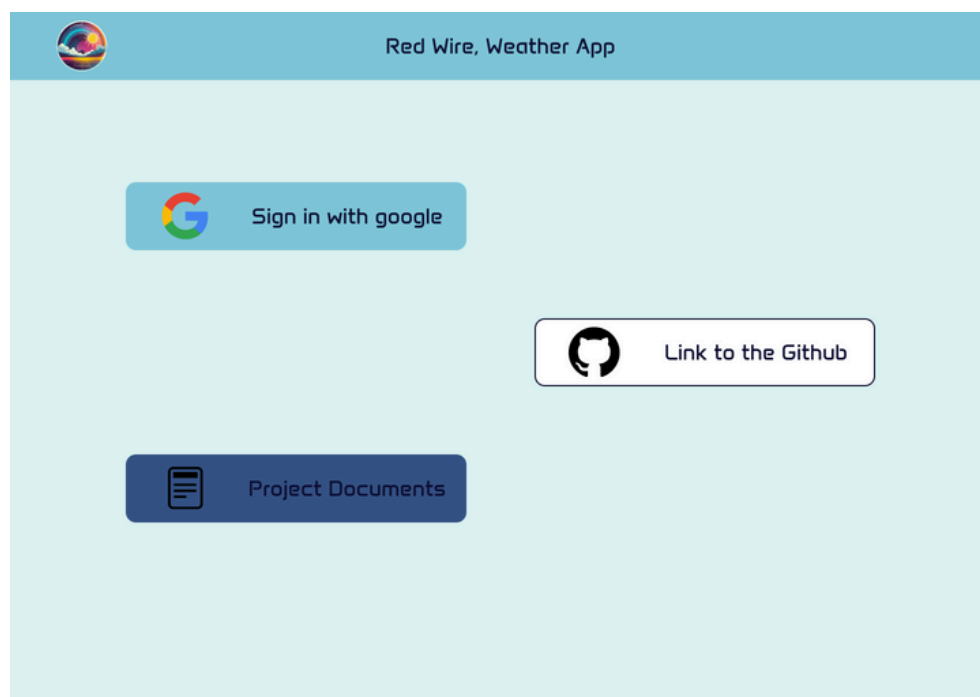 Red Wire, Weather App
Sign in with google
Link to the Github
Project Documents